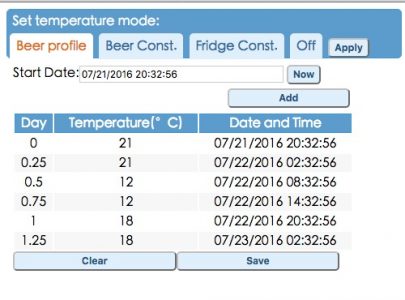 Set temperature mode:
Beer profile Beer Const. Fridge Const. Off Apply
Start Date: 07/21/2016 20:32:56 Now
Add
Day Temperature(° C) Date and Time
0 21 07/21/2016 20:32:56
0.25 21 07/22/2016 02:32:56
0.5 12 07/22/2016 08:32:56
0.75 12 07/22/2016 14:32:56
1 18 07/22/2016 20:32:56
1.25 18 07/23/2016 02:32:56
Clear Save